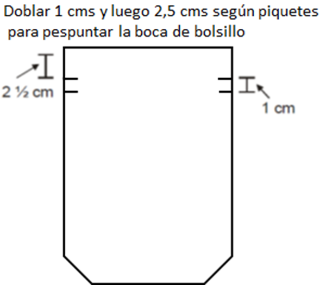 Doblar 1 cms y luego 2,5 cms según piquetes
para pespuntar la boca de bolsillo
2 ½ cm
1 cm